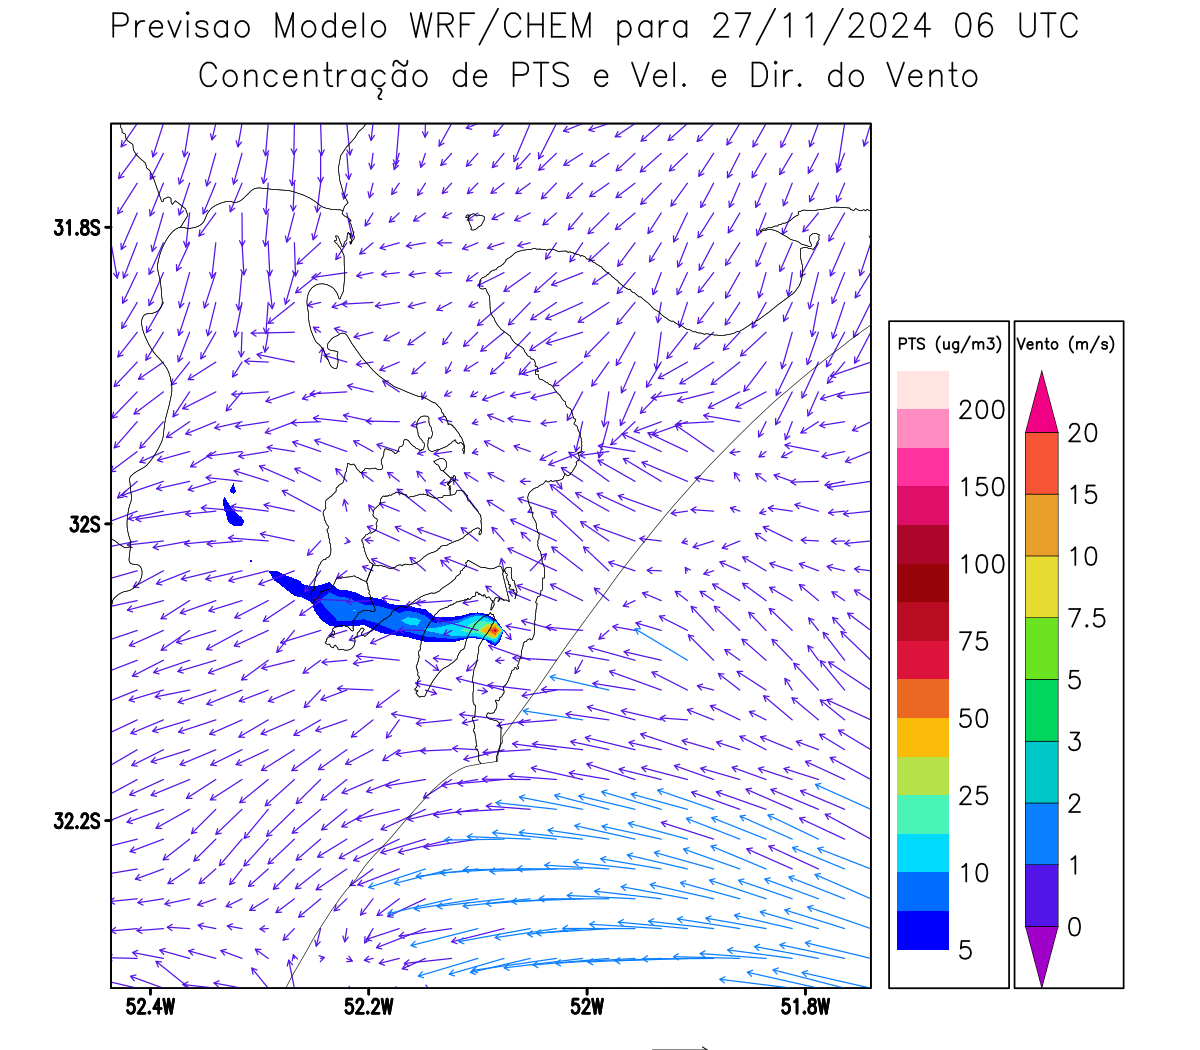 Previsao Modelo WRF/CHEM para 27/11/2024 06 UTC
Concentração de PTS e Vel. e Dir. do Vento
31.8S
32S
32.2S
52.4W
52.2W
52W
51.8W
PTS (ug/m3)
200
150
100
75
50
25
10
5
Vento (m/s)
20
15
10
7.5
5
3
2
1
0